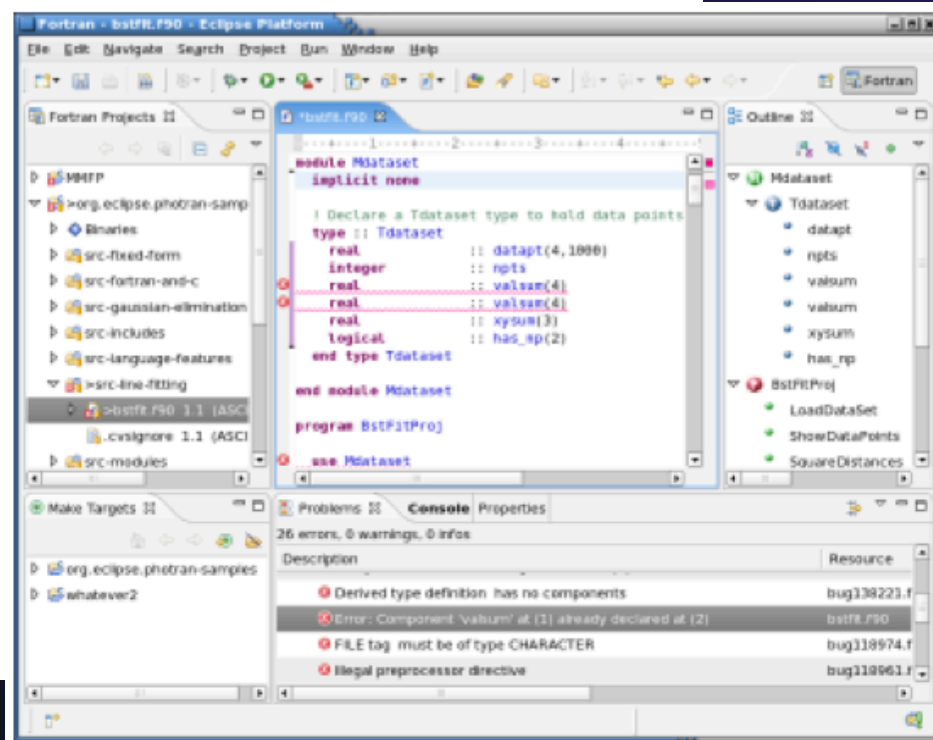 Fortran - bstfit.f90 - Eclipse Platform
File Edit Navigate Search Project Run Window Help
Fortran
Fortran Projects
MMFP
>org.eclipse.photran-samp
Binaries
src-fixed-form
src-fortran-and-c
src-gaussian-elimination
src-includes
src-language-features
>src-line-fitting
>bstfit.f90 1.1 (ASCI
.cvsignore 1.1 (ASCI
src-modules
*bstfit.f90
module Mdataset
implicit none
! Declare a Tdataset type to hold data points
type :: Tdataset
real :: datapt(4,1000)
integer :: npts
real :: valsum(4)
real :: valsum(4)
real :: xysum(3)
logical :: has_np(2)
end type Tdataset
end module Mdataset
program BstFitProj
use Mdataset
Outline
Mdataset
Tdataset
datapt
npts
valsum
valsum
xysum
has_np
BstFitProj
LoadDataSet
ShowDataPoints
SquareDistances
Make Targets
org.eclipse.photran-samples
whatever2
Problems Console Properties
26 errors, 0 warnings, 0 infos
Description Resource
Derived type definition has no components bug138221.f
Error: Component 'valsum' at (1) already declared at (2) bstfit.f90
FILE tag must be of type CHARACTER bug118974.f
Illegal preprocessor directive bug118961.f